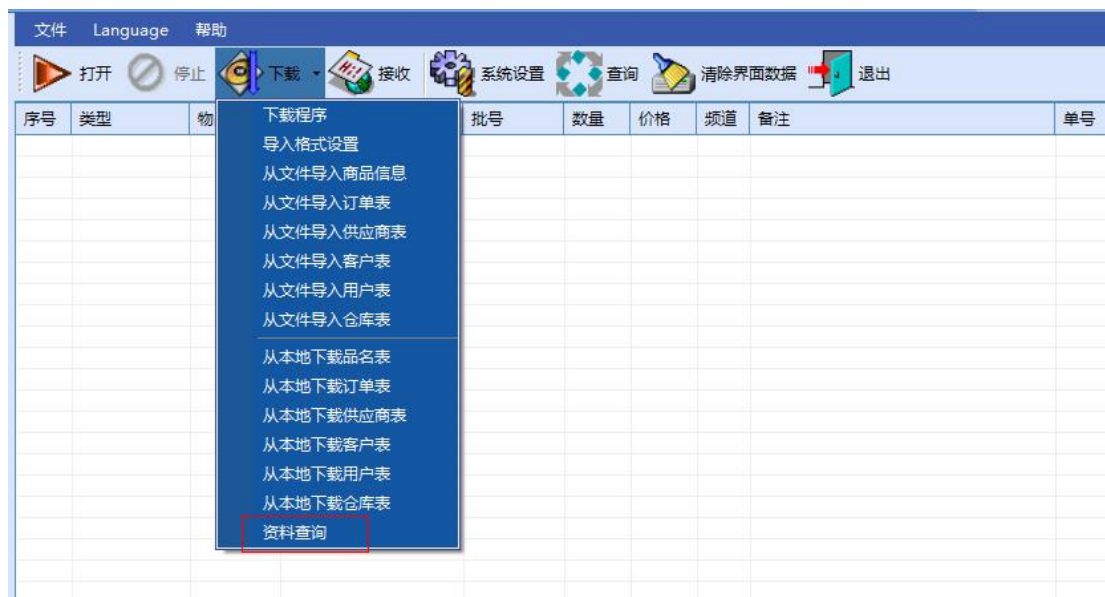 文件 Language 帮助
打开 停止 下载 接收 系统设置 查询 清除界面数据 退出
序号 类型 物 批号 数量 价格 频道 备注 单号
下载程序
导入格式设置
从文件导入商品信息
从文件导入订单表
从文件导入供应商表
从文件导入客户表
从文件导入用户表
从文件导入仓库表
从本地下载品名表
从本地下载订单表
从本地下载供应商表
从本地下载客户表
从本地下载用户表
从本地下载仓库表
资料查询